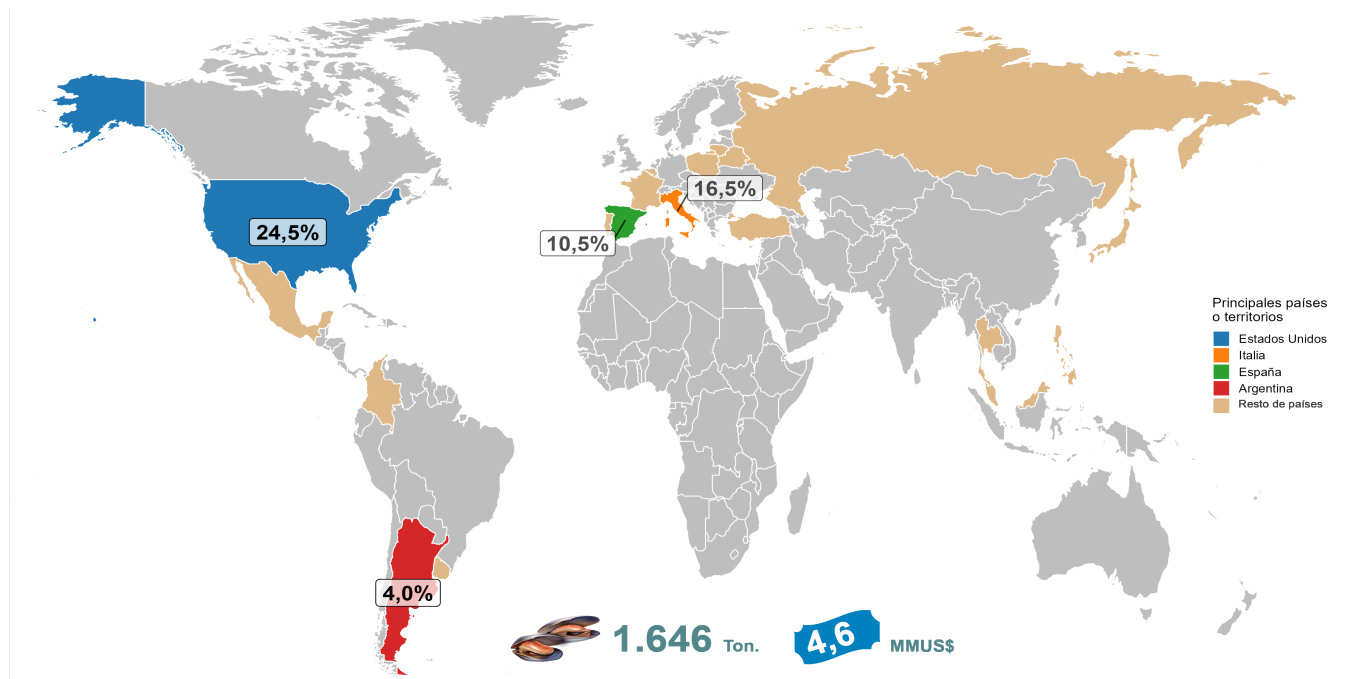 16,5%
24,5%
10,5%
Principales países
o territorios
Estados Unidos
Italia
España
Argentina
Resto de países
4,0%
1.646 Ton.
4,6 MMUS$